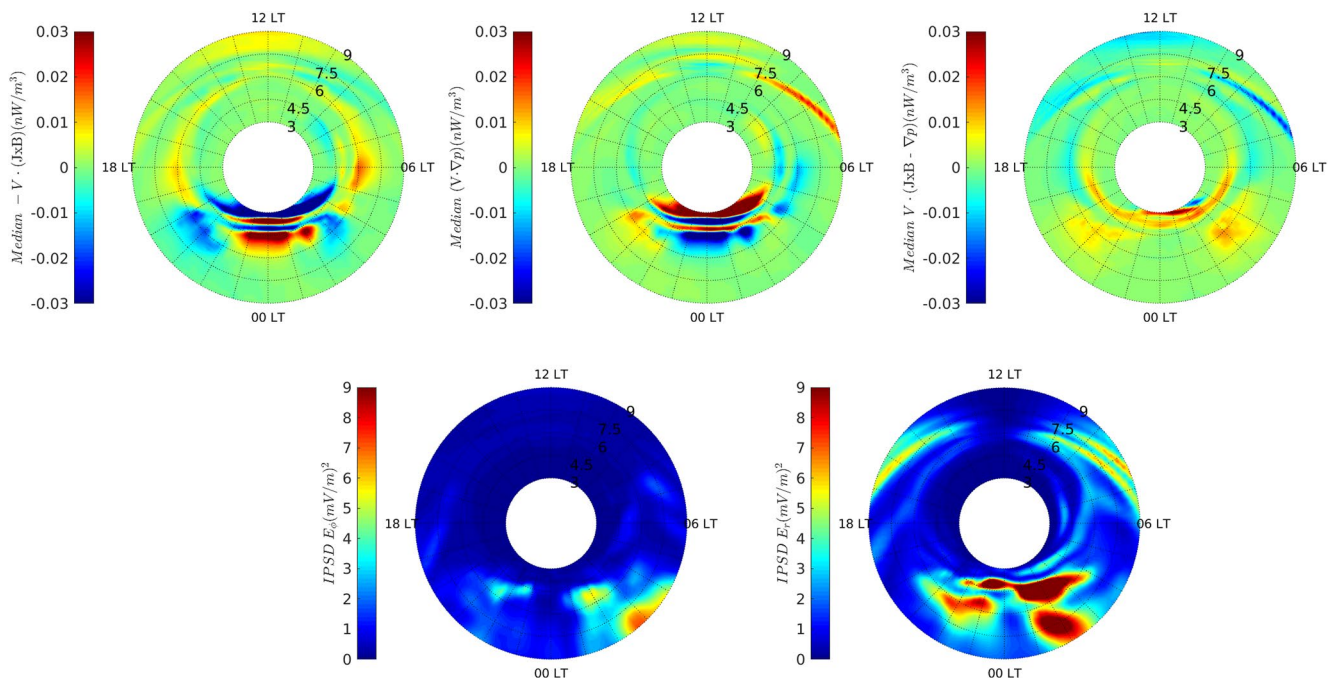 12 LT
0.03
0.02
0.01
0
-0.01
-0.02
-0.03
Median − V · (JxB)(nW/m³)
9
7.5
6
4.5
3
18 LT
06 LT
00 LT
12 LT
0.03
0.02
0.01
0
-0.01
-0.02
-0.03
Median (V·∇p)(nW/m³)
9
7.5
6
4.5
3
18 LT
06 LT
00 LT
12 LT
0.03
0.02
0.01
0
-0.01
-0.02
-0.03
Median V · (JxB - ∇p)(nW/m³)
9
7.5
6
4.5
3
18 LT
06 LT
00 LT
12 LT
9
8
7
6
5
4
3
2
1
0
IPSD Eϕ(mV/m)²
9
7.5
6
4.5
3
18 LT
06 LT
00 LT
12 LT
9
8
7
6
5
4
3
2
1
0
IPSD Eᵣ(mV/m)²
9
7.5
6
4.5
3
18 LT
06 LT
00 LT